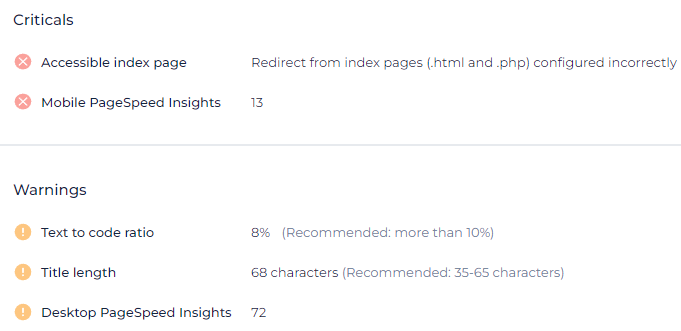 Criticals
Accessible index page Redirect from index pages (.html and .php) configured incorrectly
Mobile PageSpeed Insights 13
Warnings
Text to code ratio 8% (Recommended: more than 10%)
Title length 68 characters (Recommended: 35-65 characters)
Desktop PageSpeed Insights 72